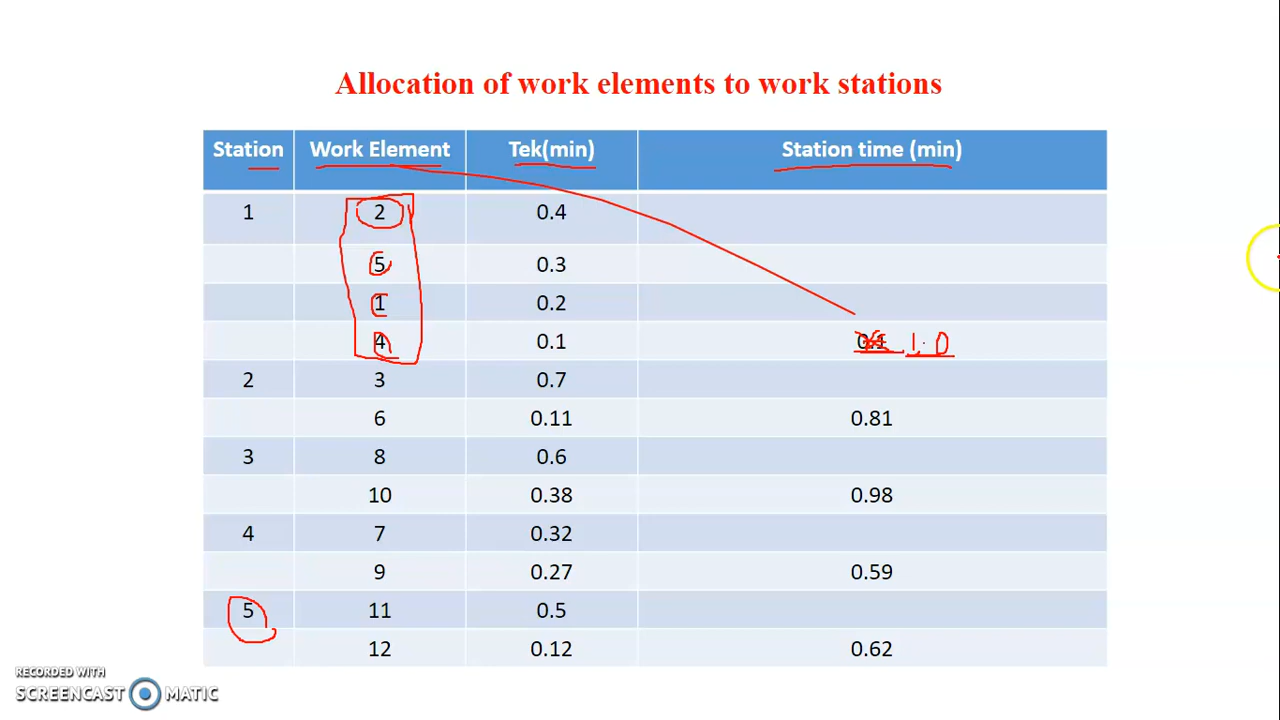 Allocation of work elements to work stations
Station Work Element Tek(min) Station time (min)
1 2 0.4
5 0.3
1 0.2
4 0.1 0.1 1.0
2 3 0.7
6 0.11 0.81
3 8 0.6
10 0.38 0.98
4 7 0.32
9 0.27 0.59
5 11 0.5
12 0.12 0.62
RECORDED WITH
SCREENCAST MATIC